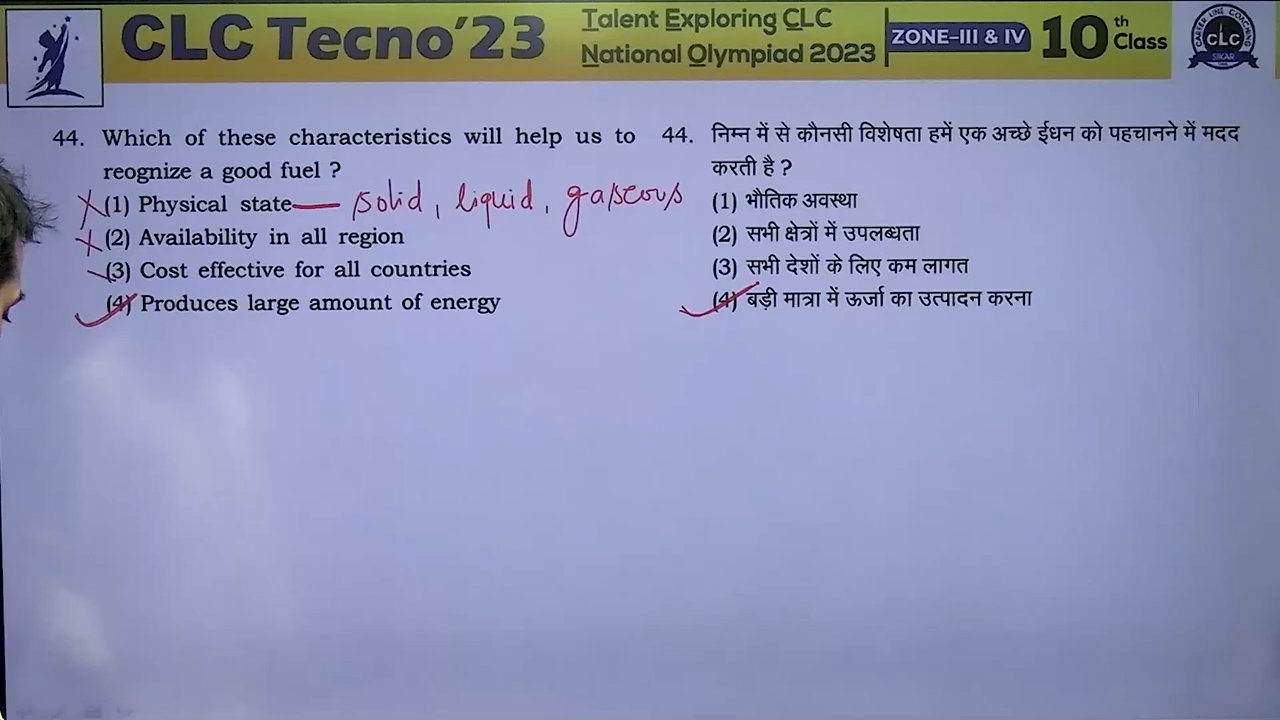 CLC Tecno'23
Talent Exploring CLC
National Olympiad 2023
ZONE-III & IV
10th Class
CAREER LINE COACHING
CLC
SIKAR
44. Which of these characteristics will help us to
reognize a good fuel ?
(1) Physical state — solid, liquid, gaseous
(2) Availability in all region
(3) Cost effective for all countries
(4) Produces large amount of energy
44. निम्न में से कौनसी विशेषता हमें एक अच्छे ईधन को पहचानने में मदद
करती है ?
(1) भौतिक अवस्था
(2) सभी क्षेत्रों में उपलब्धता
(3) सभी देशों के लिए कम लागत
(4) बड़ी मात्रा में ऊर्जा का उत्पादन करना